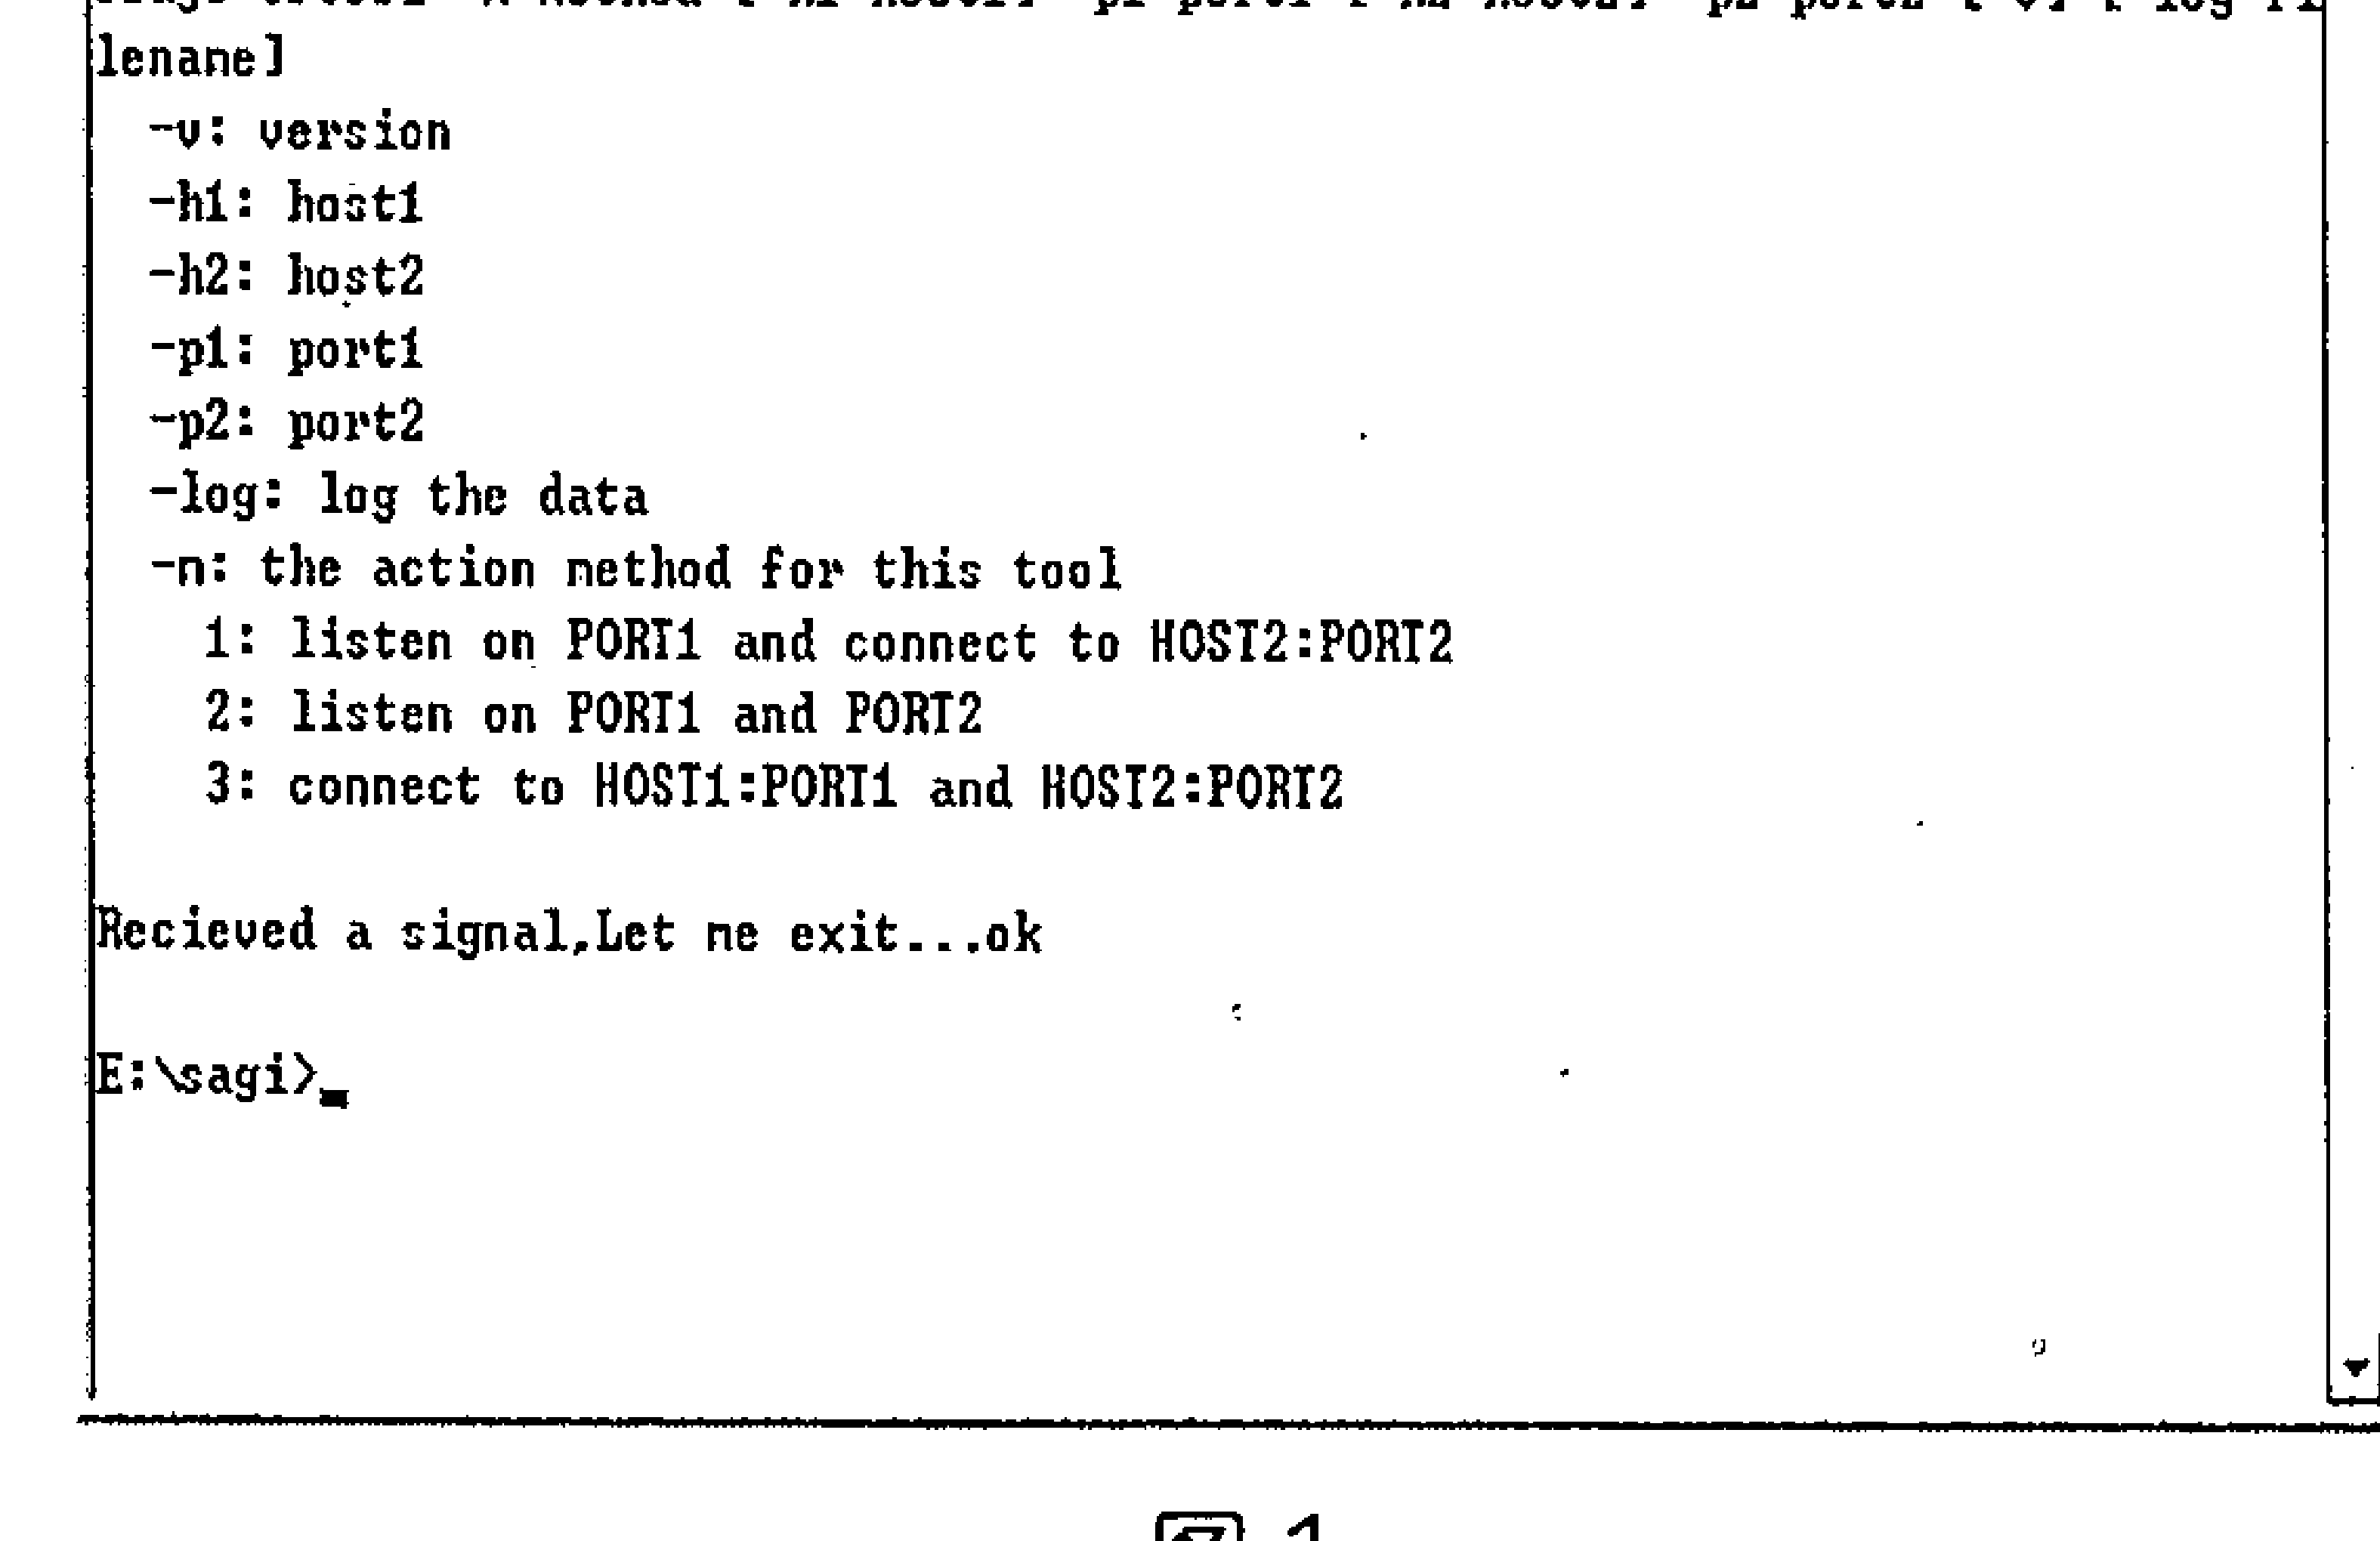 lename]
-v: version
-h1: host1
-h2: host2
-p1: port1
-p2: port2
-log: log the data
-m: the action method for this tool
1: listen on PORT1 and connect to HOST2:PORT2
2: listen on PORT1 and PORT2
3: connect to HOST1:PORT1 and HOST2:PORT2
Recieved a signal,Let me exit...ok
E:\sagi>
图 1